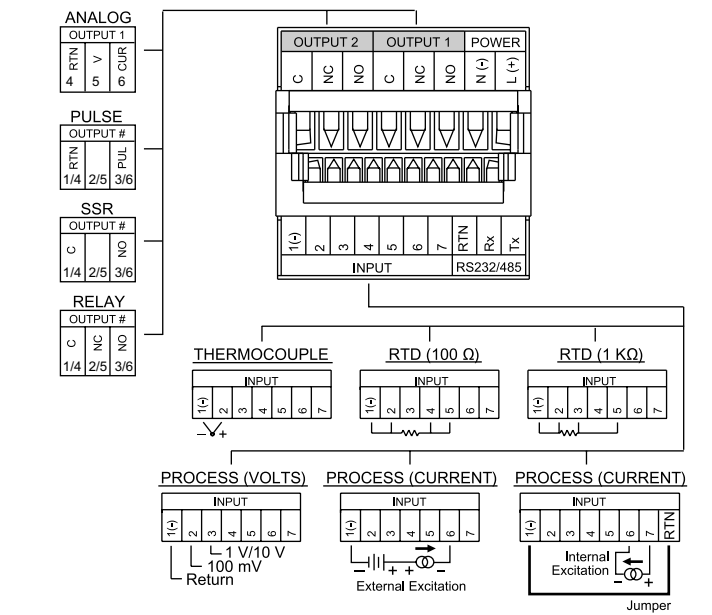 ANALOG
OUTPUT 1
RTN V CUR
4 5 6
PULSE
OUTPUT #
RTN PUL
1/4 2/5 3/6
SSR
OUTPUT #
C NO
1/4 2/5 3/6
RELAY
OUTPUT #
C NC NO
1/4 2/5 3/6
OUTPUT 2 OUTPUT 1 POWER
C NC NO C NC NO N (-) L (+)
1(-) 2 3 4 5 6 7 RTN Rx Tx
INPUT RS232/485
THERMOCOUPLE
INPUT
1(-) 2 3 4 5 6 7
− +
RTD (100 Ω)
INPUT
1(-) 2 3 4 5 6 7
RTD (1 KΩ)
INPUT
1(-) 2 3 4 5 6 7
PROCESS (VOLTS)
INPUT
1(-) 2 3 4 5 6 7
1 V/10 V
100 mV
Return
PROCESS (CURRENT)
INPUT
1(-) 2 3 4 5 6 7
− + + −
External Excitation
PROCESS (CURRENT)
INPUT
1(-) 2 3 4 5 6 7 RTN
Internal
Excitation
− +
Jumper